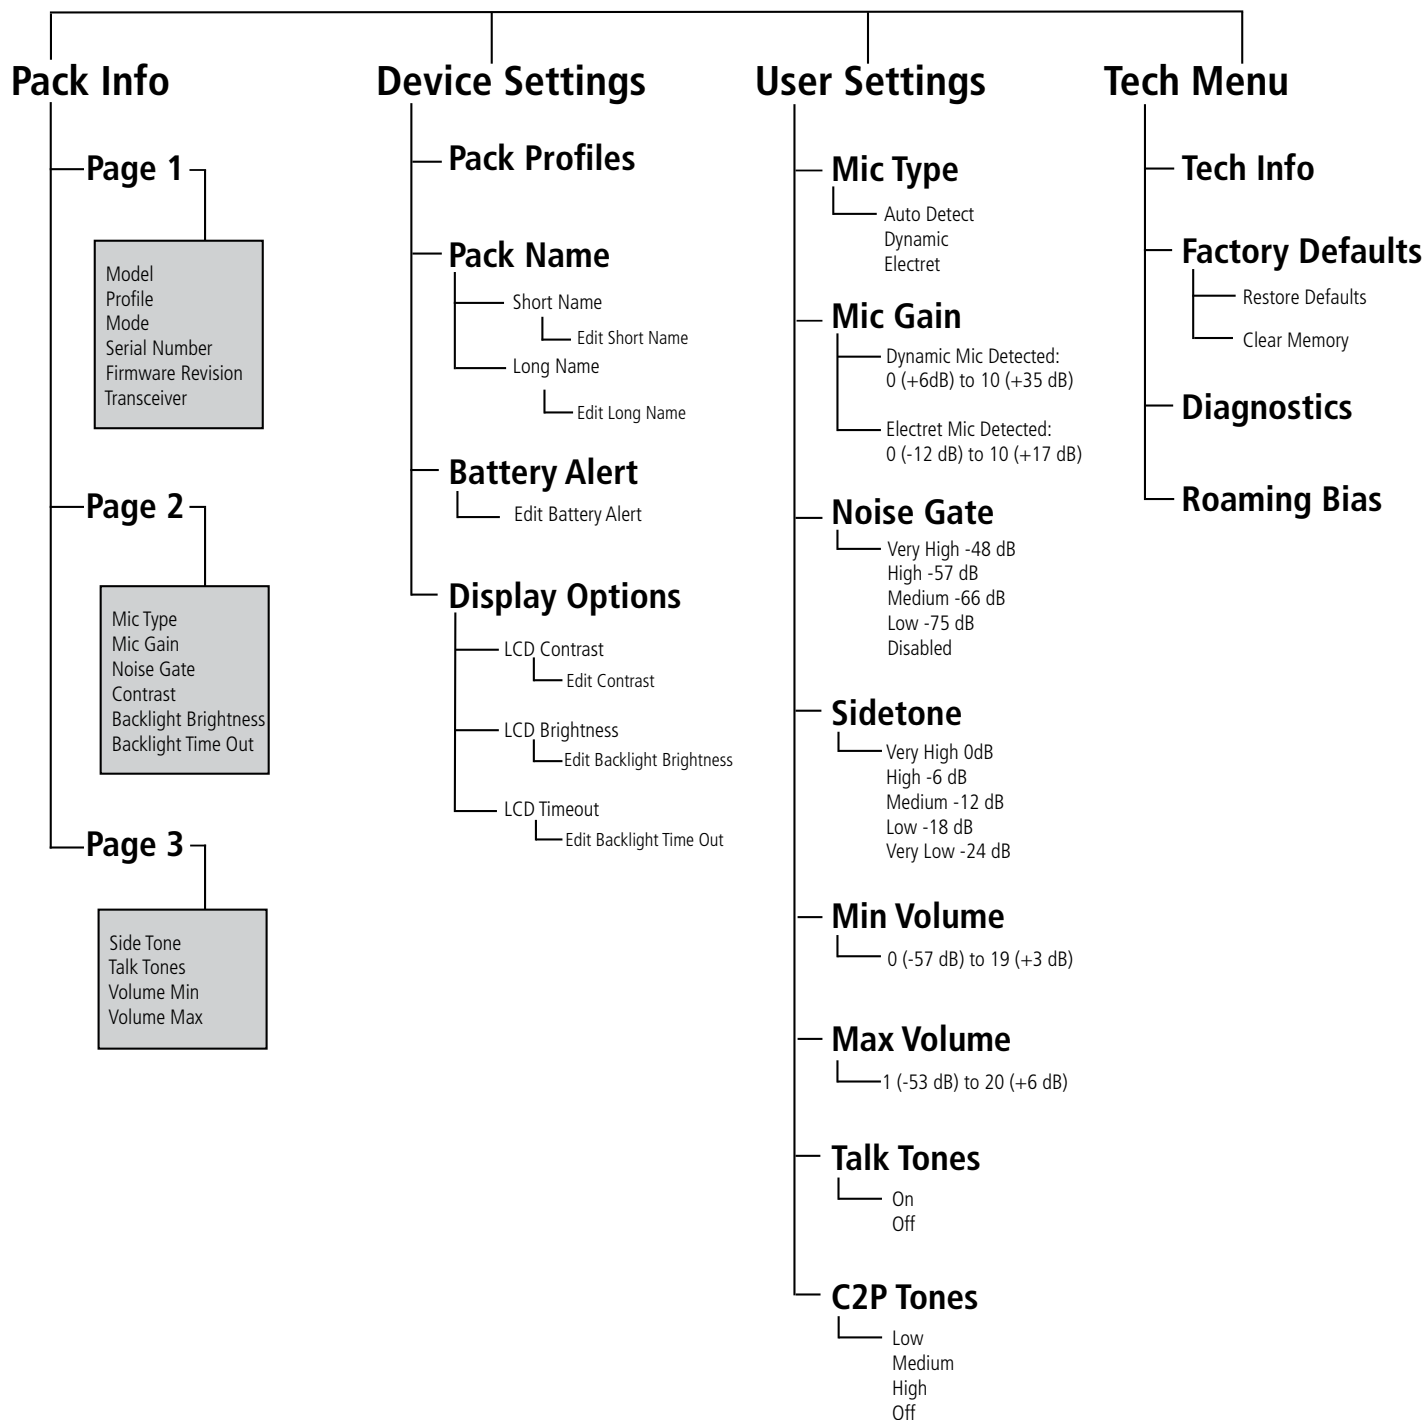 Pack Info
Page 1
Model
Profile
Mode
Serial Number
Firmware Revision
Transceiver
Page 2
Mic Type
Mic Gain
Noise Gate
Contrast
Backlight Brightness
Backlight Time Out
Page 3
Side Tone
Talk Tones
Volume Min
Volume Max
Device Settings
Pack Profiles
Pack Name
Short Name
Edit Short Name
Long Name
Edit Long Name
Battery Alert
Edit Battery Alert
Display Options
LCD Contrast
Edit Contrast
LCD Brightness
Edit Backlight Brightness
LCD Timeout
Edit Backlight Time Out
User Settings
Mic Type
Auto Detect
Dynamic
Electret
Mic Gain
Dynamic Mic Detected:
0 (+6dB) to 10 (+35 dB)
Electret Mic Detected:
0 (-12 dB) to 10 (+17 dB)
Noise Gate
Very High -48 dB
High -57 dB
Medium -66 dB
Low -75 dB
Disabled
Sidetone
Very High 0dB
High -6 dB
Medium -12 dB
Low -18 dB
Very Low -24 dB
Min Volume
0 (-57 dB) to 19 (+3 dB)
Max Volume
1 (-53 dB) to 20 (+6 dB)
Talk Tones
On
Off
C2P Tones
Low
Medium
High
Off
Tech Menu
Tech Info
Factory Defaults
Restore Defaults
Clear Memory
Diagnostics
Roaming Bias